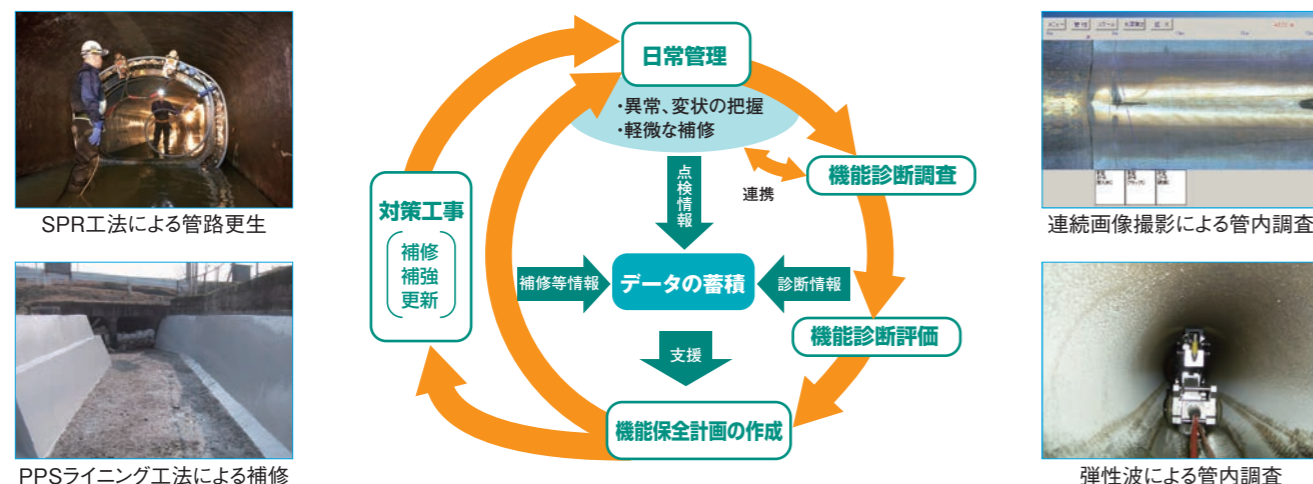 SPR工法による管路更生
PPSライニング工法による補修
日常管理
・異常、変状の把握
・軽微な補修
点検情報
連携
機能診断調査
対策工事
補修
補強
更新
補修等情報
データの蓄積
診断情報
機能診断評価
支援
機能保全計画の作成
連続画像撮影による管内調査
弾性波による管内調査